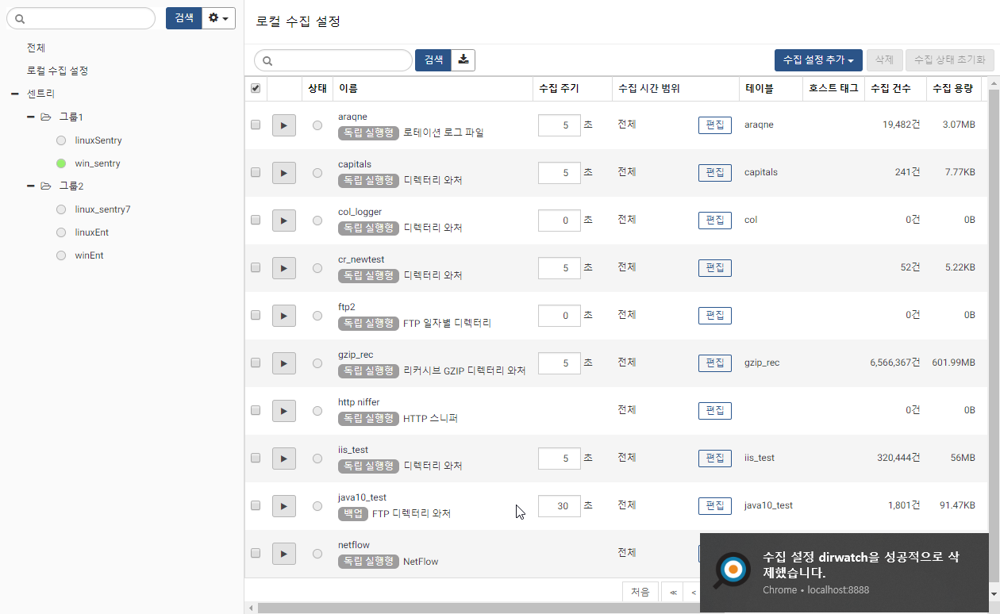 검색
전체
로컬 수집 설정
센트리
그룹1
linuxSentry
win_sentry
그룹2
linux_sentry7
linuxEnt
winEnt
로컬 수집 설정
검색 수집 설정 추가 삭제 수집 상태 초기화
상태 이름 수집 주기 수집 시간 범위 테이블 호스트 태그 수집 건수 수집 용량
araqne
독립 실행형 로테이션 로그 파일 5 초 전체 편집 araqne 19,482건 3.07MB
capitals
독립 실행형 디렉터리 와처 5 초 전체 편집 capitals 241건 7.77KB
col_logger
독립 실행형 디렉터리 와처 0 초 전체 편집 col 0건 0B
cr_newtest
독립 실행형 디렉터리 와처 5 초 전체 편집 52건 5.22KB
ftp2
독립 실행형 FTP 일자별 디렉터리 0 초 전체 편집 0건 0B
gzip_rec
독립 실행형 리커시브 GZIP 디렉터리 와처 5 초 전체 편집 gzip_rec 6,566,367건 601.99MB
http niffer
독립 실행형 HTTP 스니퍼 전체 편집 0건 0B
iis_test
독립 실행형 디렉터리 와처 5 초 전체 편집 iis_test 320,444건 56MB
java10_test
백업 FTP 디렉터리 와처 30 초 전체 편집 java10_test 1,801건 91.47KB
netflow
독립 실행형 NetFlow 전체
처음 ≪ <
수집 설정 dirwatch을 성공적으로 삭
제했습니다.
Chrome • localhost:8888